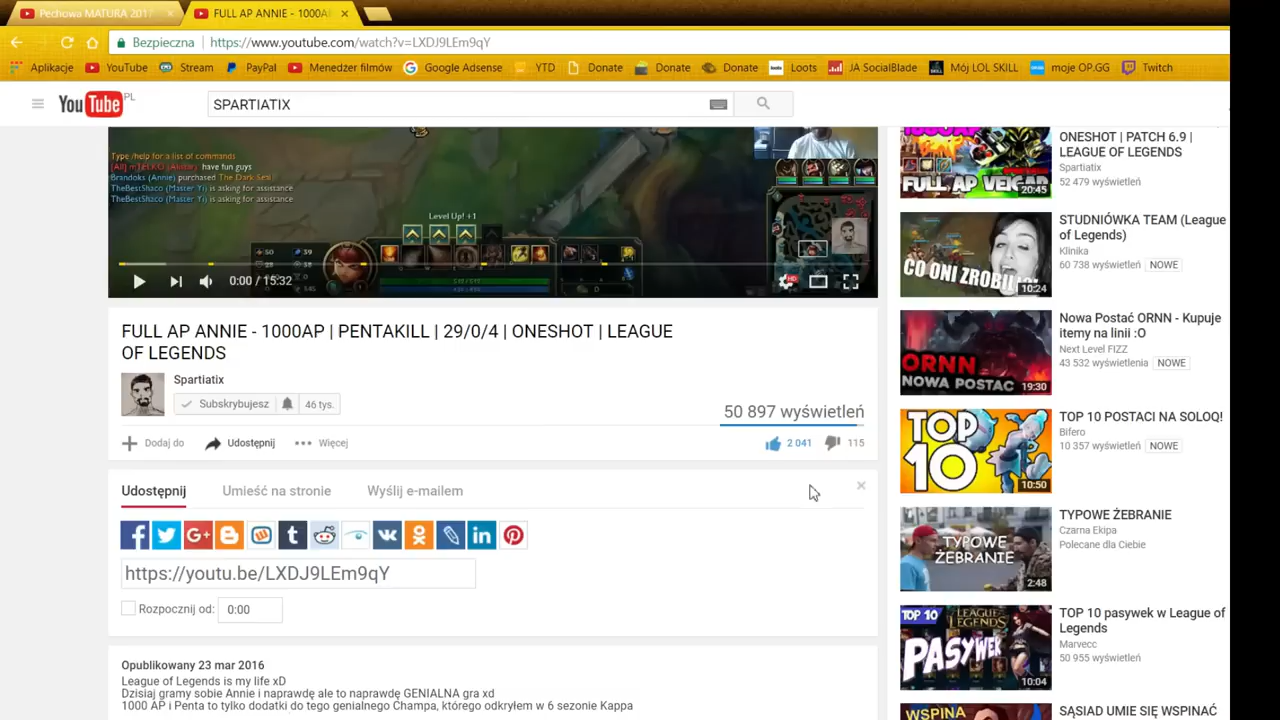 Pechowa MATURA 201
FULL AP ANNIE - 1000A
Bezpieczna
https://www.youtube.com/watch?v=LXDJ9LEm9qY
Aplikacje
YouTube
Stream
PayPal
Menedżer filmów
Google Adsense
YTD
Donate
Donate
Donate
Loots
JA SocialBlade
Mój LOL SKILL
moje OP.GG
Twitch
YouTube PL
SPARTIATIX
Type /help for a list of commands
have fun guys
Brandoks (Annie) purchased The Dark Seal
TheBestShaco (Master Yi) is asking for assistance
TheBestShaco (Master Yi) is asking for assistance
Level Up! +1
0:00 / 15:32
HD
FULL AP ANNIE - 1000AP | PENTAKILL | 29/0/4 | ONESHOT | LEAGUE
OF LEGENDS
Spartiatix
Subskrybujesz
46 tys.
50 897 wyświetleń
Dodaj do
Udostępnij
Więcej
2 041
115
Udostępnij
Umieść na stronie
Wyślij e-mailem
https://youtu.be/LXDJ9LEm9qY
Rozpocznij od:
0:00
Opublikowany 23 mar 2016
League of Legends is my life xD
Dzisiaj gramy sobie Annie i naprawdę ale to naprawdę GENIALNA gra xd
1000 AP i Penta to tylko dodatki do tego genialnego Champa, którego odkryłem w 6 sezonie Kappa
FULL AP VEIGAR
20:45
ONESHOT | PATCH 6.9 |
LEAGUE OF LEGENDS
Spartiatix
52 479 wyświetleń
CO ONI ZROBILI
10:24
STUDNIÓWKA TEAM (League
of Legends)
Klinika
60 738 wyświetleń
NOWE
ORNN
NOWA POSTAĆ
19:30
Nowa Postać ORNN - Kupuje
itemy na linii :O
Next Level FIZZ
43 532 wyświetlenia
NOWE
TOP
10
10:50
TOP 10 POSTACI NA SOLOQ!
Bifero
10 357 wyświetleń
NOWE
TYPOWE
ŻEBRANIE
2:48
TYPOWE ŻEBRANIE
Czarna Ekipa
Polecane dla Ciebie
TOP 10
LEAGUE OF LEGENDS
PASYWEK
10:04
TOP 10 pasywek w League of
Legends
Marvecc
50 955 wyświetleń
WSPINA
SĄSIAD UMIE SIĘ WSPINAĆ